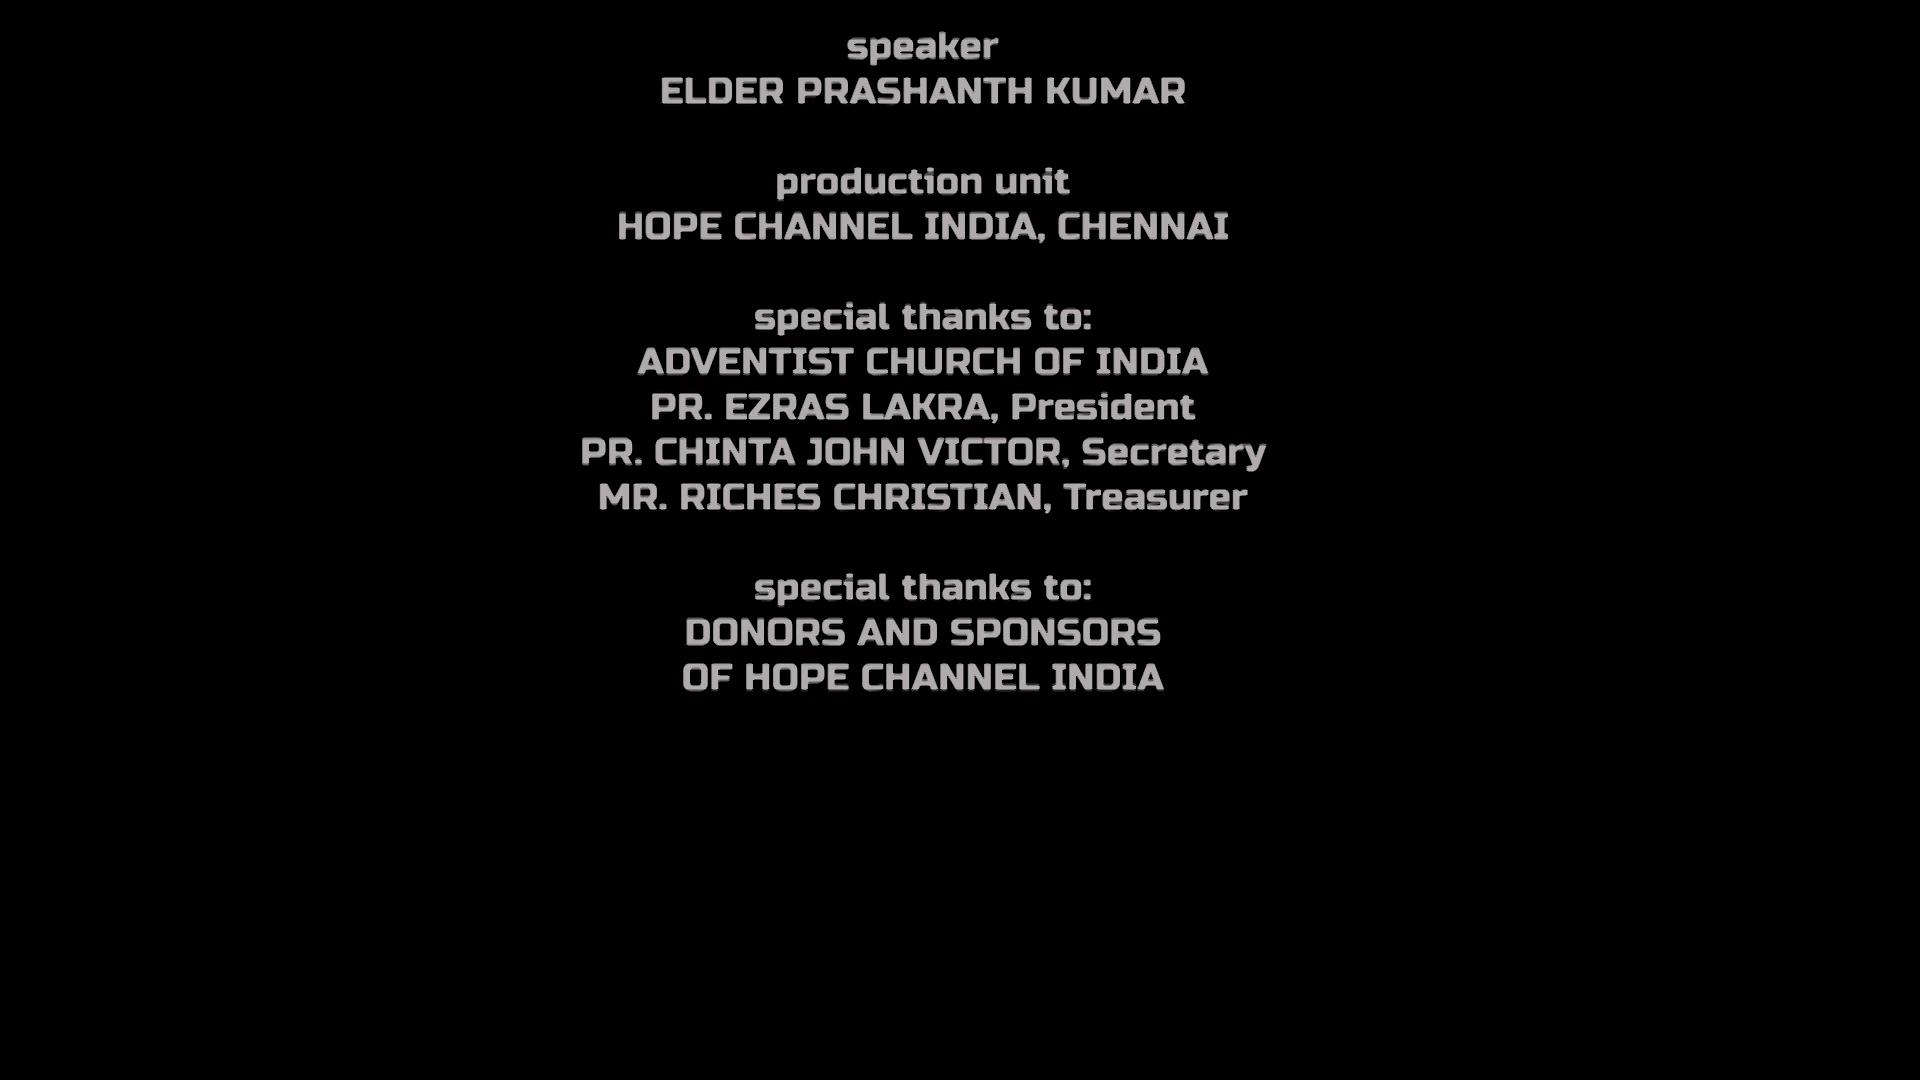 speaker
ELDER PRASHANTH KUMAR
production unit
HOPE CHANNEL INDIA, CHENNAI
special thanks to:
ADVENTIST CHURCH OF INDIA
PR. EZRAS LAKRA, President
PR. CHINTA JOHN VICTOR, Secretary
MR. RICHES CHRISTIAN, Treasurer
special thanks to:
DONORS AND SPONSORS
OF HOPE CHANNEL INDIA